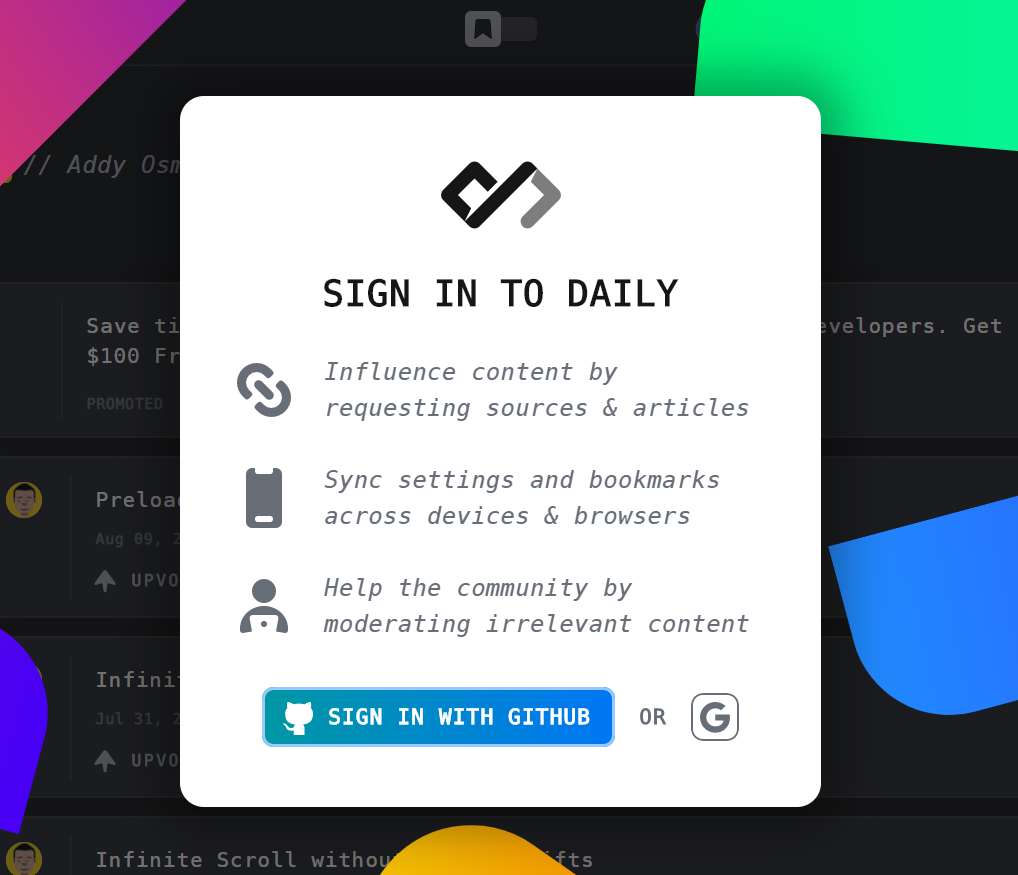 // Addy Osm
SIGN IN TO DAILY
Save ti
evelopers. Get
$100 Fr
PROMOTED
Influence content by
requesting sources & articles
Sync settings and bookmarks
across devices & browsers
Preload
Aug 09, 2
UPVO
Help the community by
moderating irrelevant content
Infinit
Jul 31, 2
UPVO
SIGN IN WITH GITHUB OR G
Infinite Scroll withou
ifts